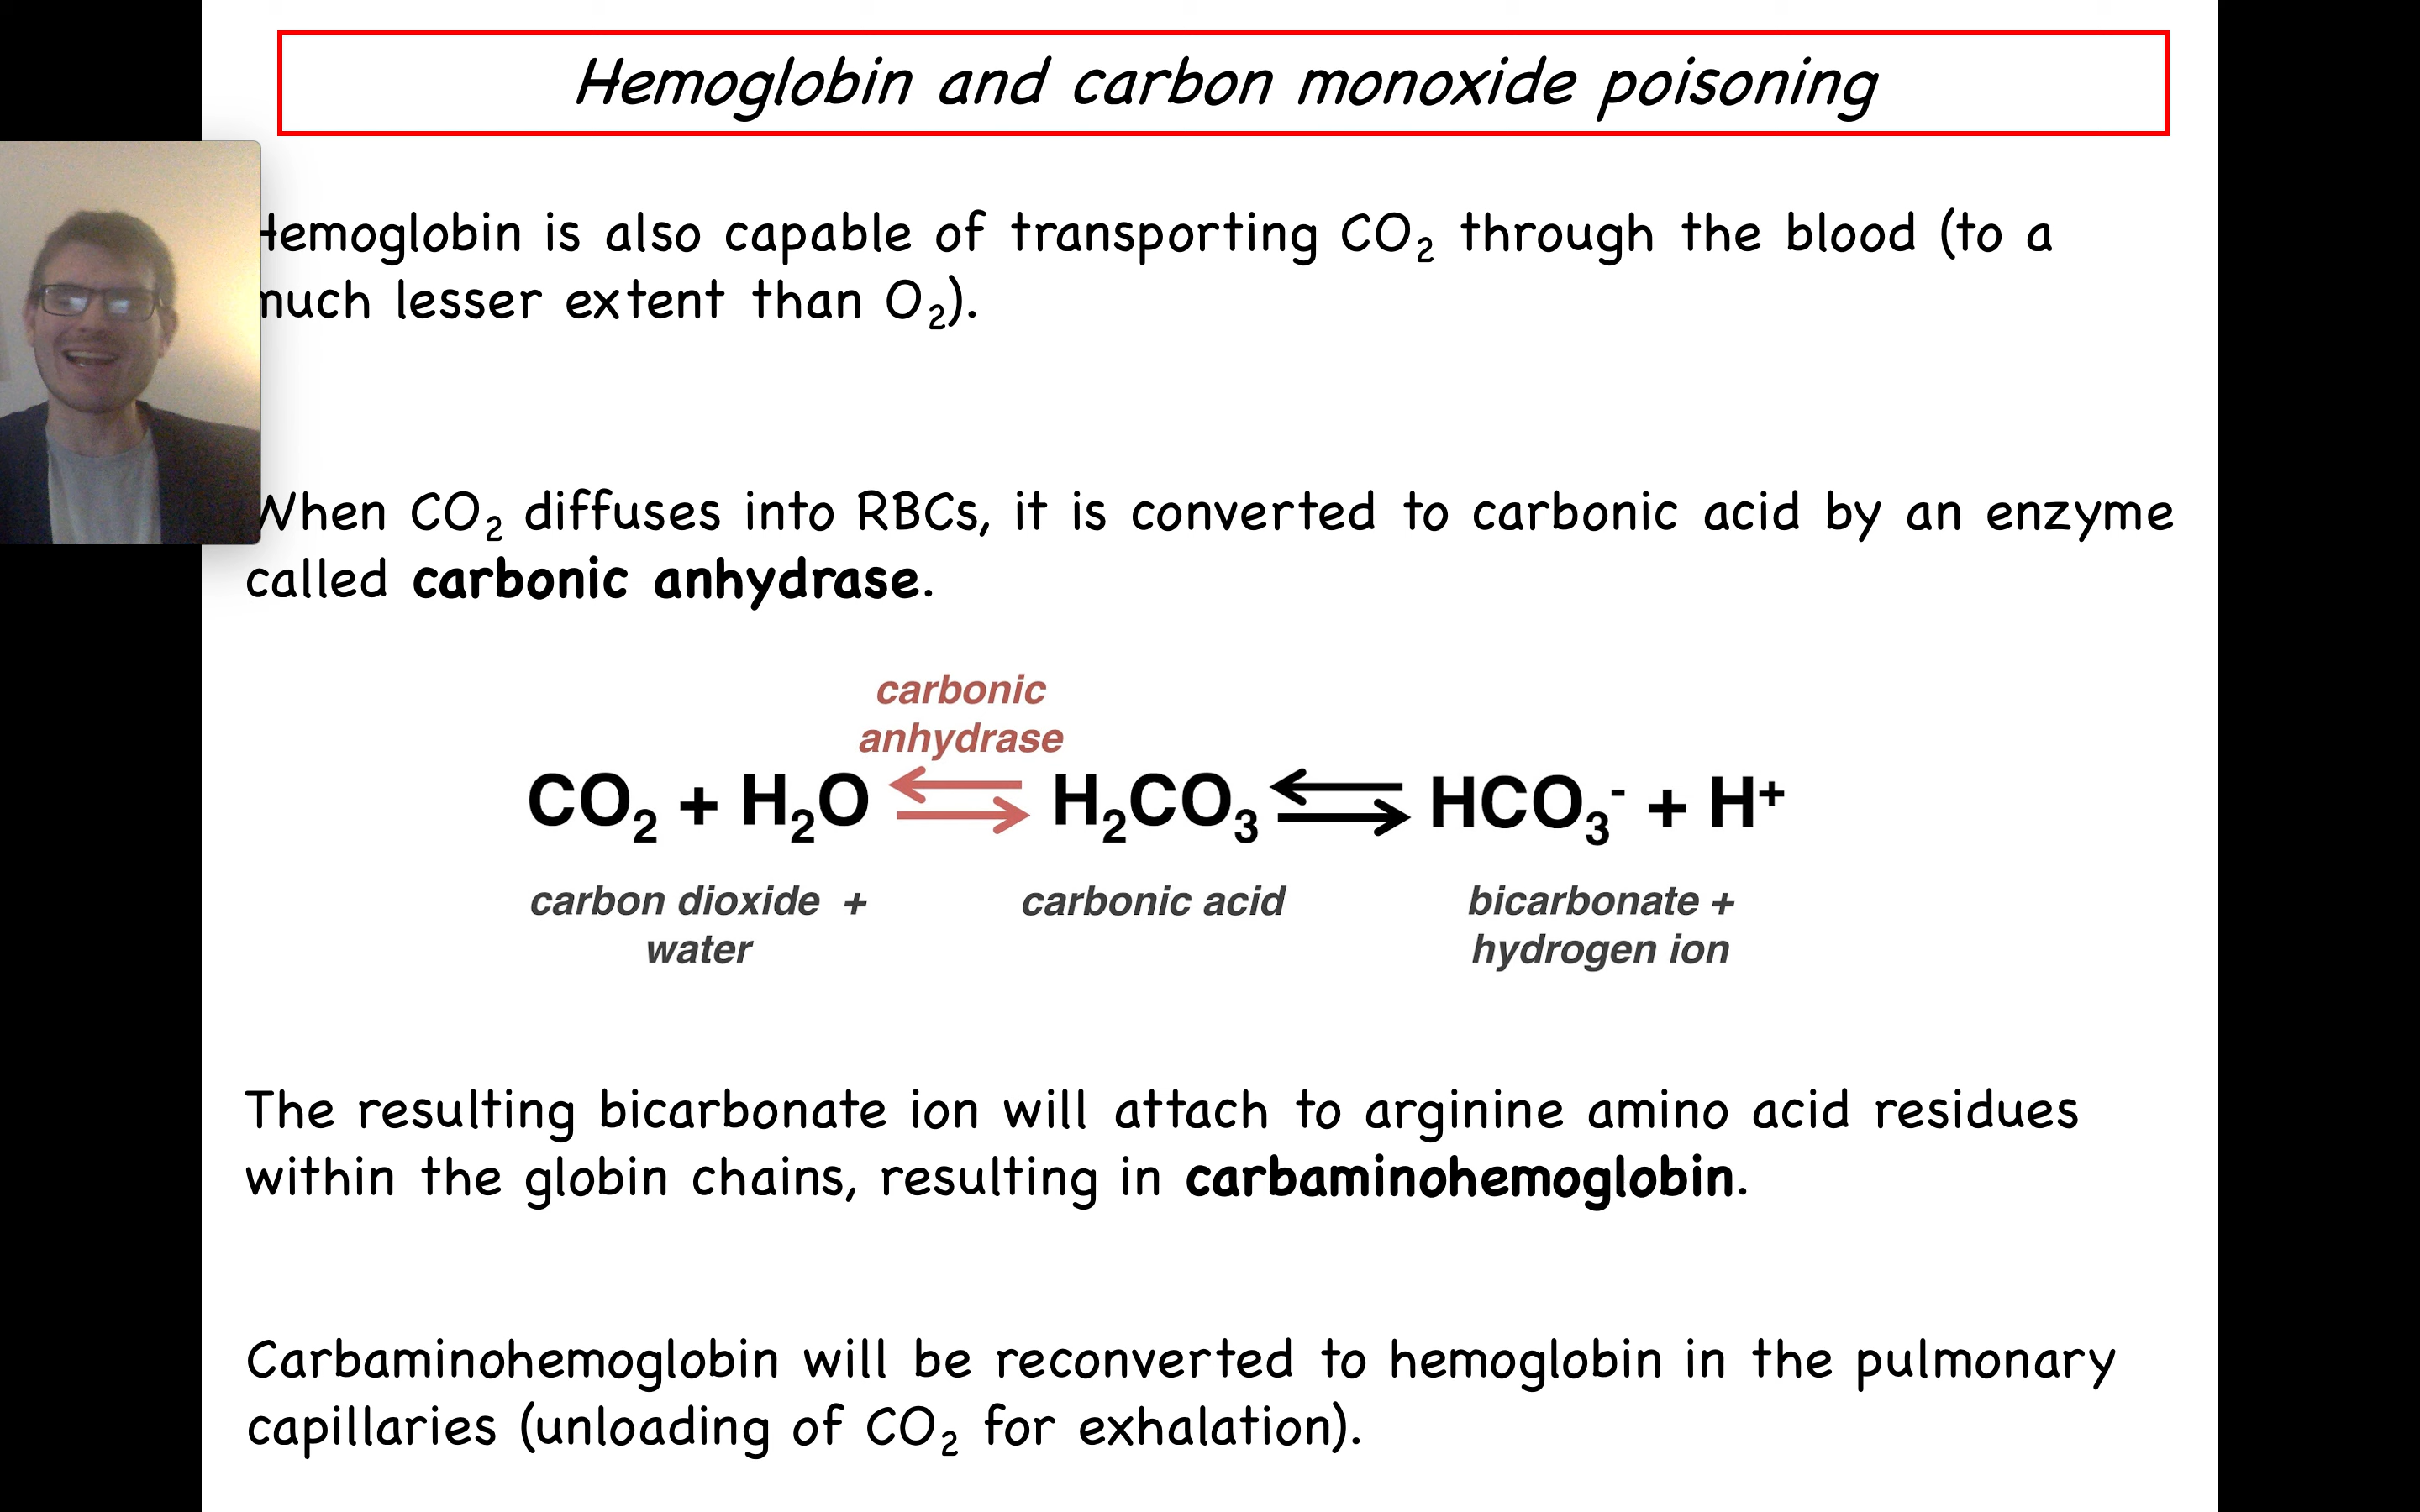 Hemoglobin and carbon monoxide poisoning
Hemoglobin is also capable of transporting CO₂ through the blood (to a
much lesser extent than O₂).
When CO₂ diffuses into RBCs, it is converted to carbonic acid by an enzyme
called carbonic anhydrase.
carbonic
anhydrase
CO₂ + H₂O ⇌ H₂CO₃ ⇌ HCO₃⁻ + H⁺
carbon dioxide + carbonic acid bicarbonate +
water hydrogen ion
The resulting bicarbonate ion will attach to arginine amino acid residues
within the globin chains, resulting in carbaminohemoglobin.
Carbaminohemoglobin will be reconverted to hemoglobin in the pulmonary
capillaries (unloading of CO₂ for exhalation).